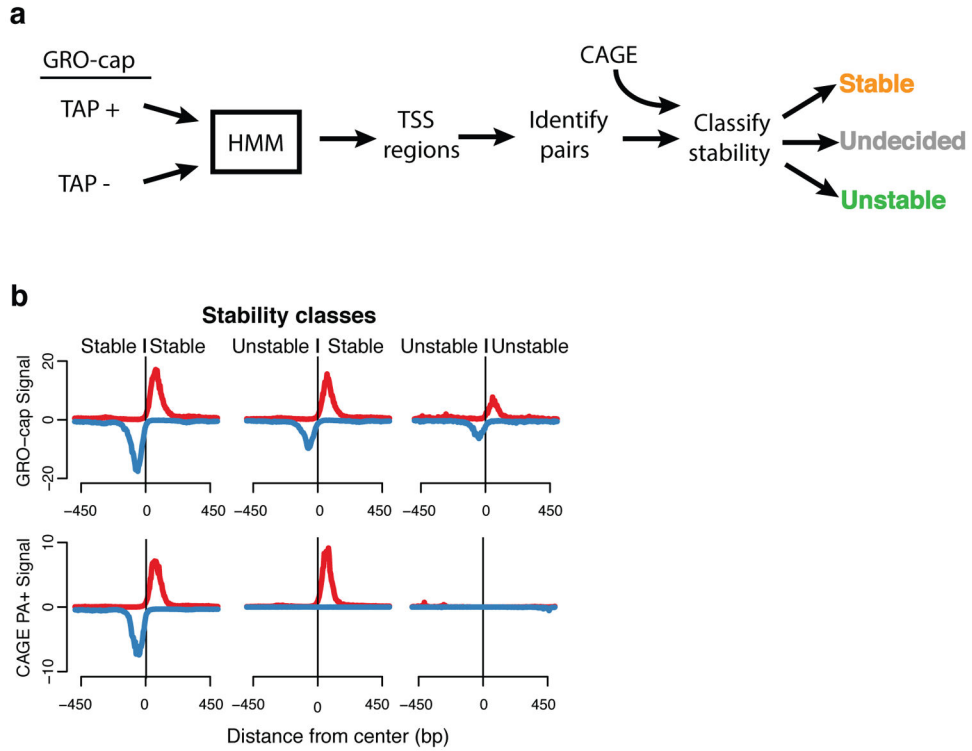 a
GRO-cap
TAP +
TAP -
HMM
TSS
regions
Identify
pairs
CAGE
Classify
stability
Stable
Undecided
Unstable
b
Stability classes
Stable | Stable
Unstable | Stable
Unstable | Unstable
GRO−cap Signal
20
0
−20
−450 0 450
−450 0 450
−450 0 450
CAGE PA+ Signal
10
0
−10
−450 0 450
−450 0 450
−450 0 450
Distance from center (bp)